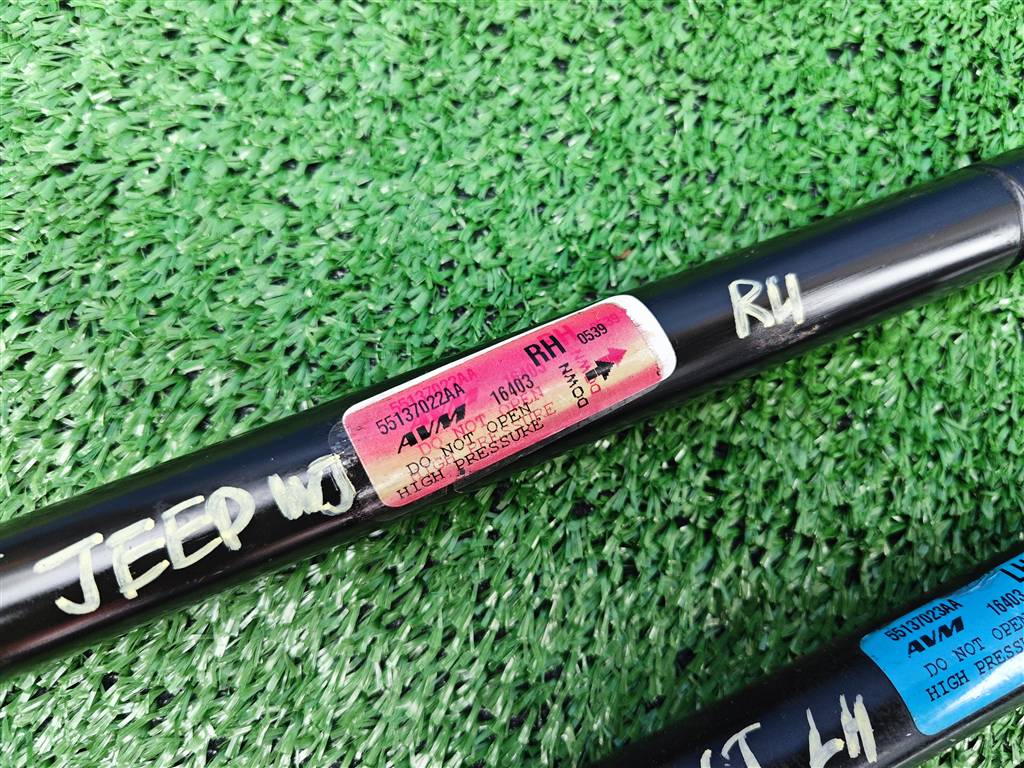 RH
55137022AA 16403 RH 0539
AVM
DO NOT OPEN DOWN
HIGH PRESSURE
JEEP WJ
55137023AA 16403
AVM
DO NOT OPEN
HIGH PRESS
LH